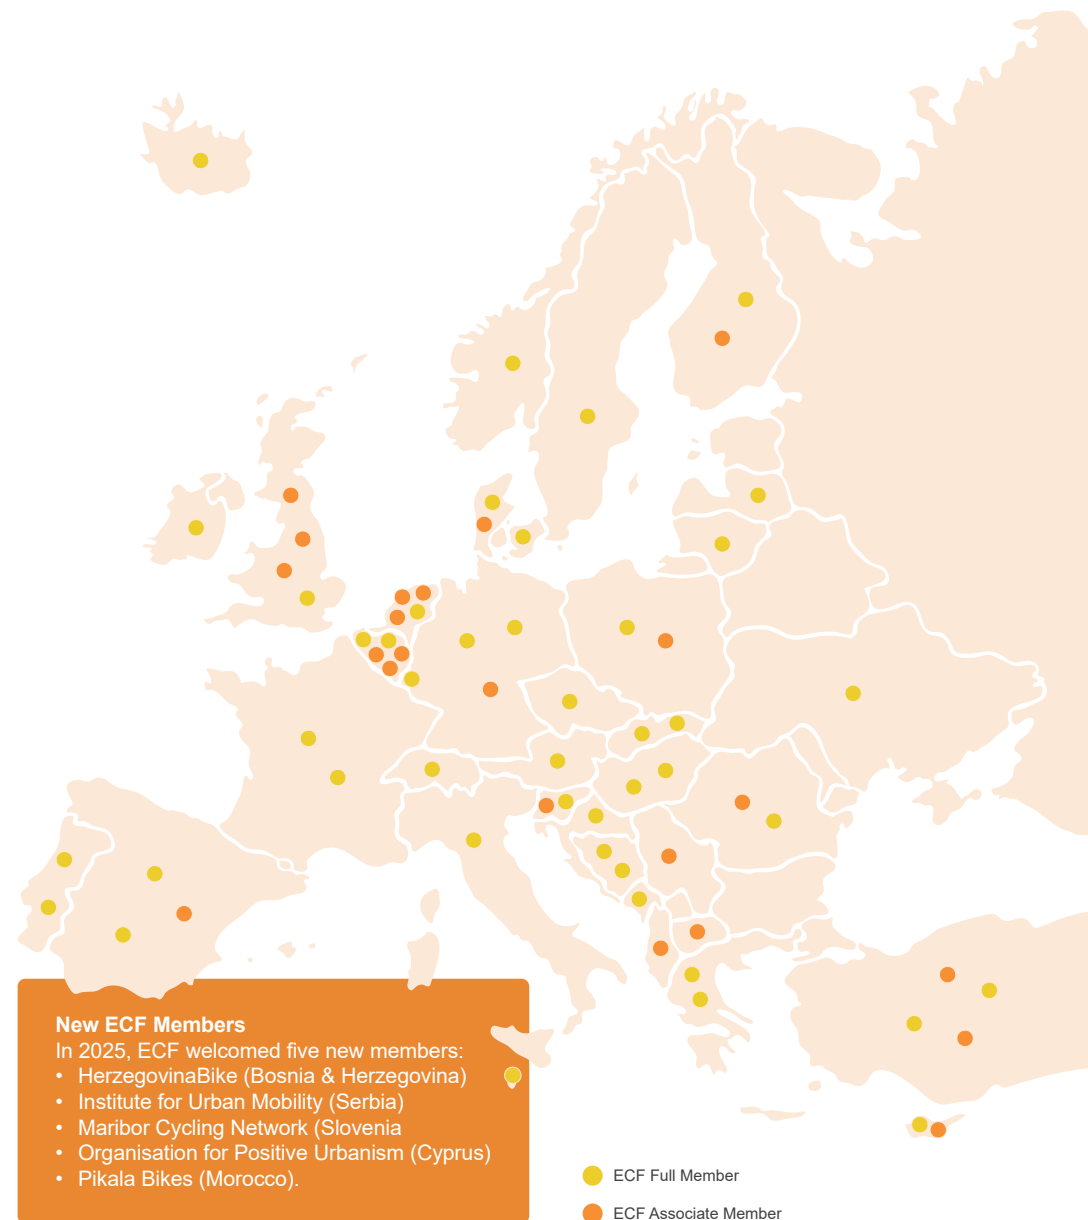 New ECF Members
In 2025, ECF welcomed five new members:
• HerzegovinaBike (Bosnia & Herzegovina)
• Institute for Urban Mobility (Serbia)
• Maribor Cycling Network (Slovenia
• Organisation for Positive Urbanism (Cyprus)
• Pikala Bikes (Morocco).
ECF Full Member
ECF Associate Member